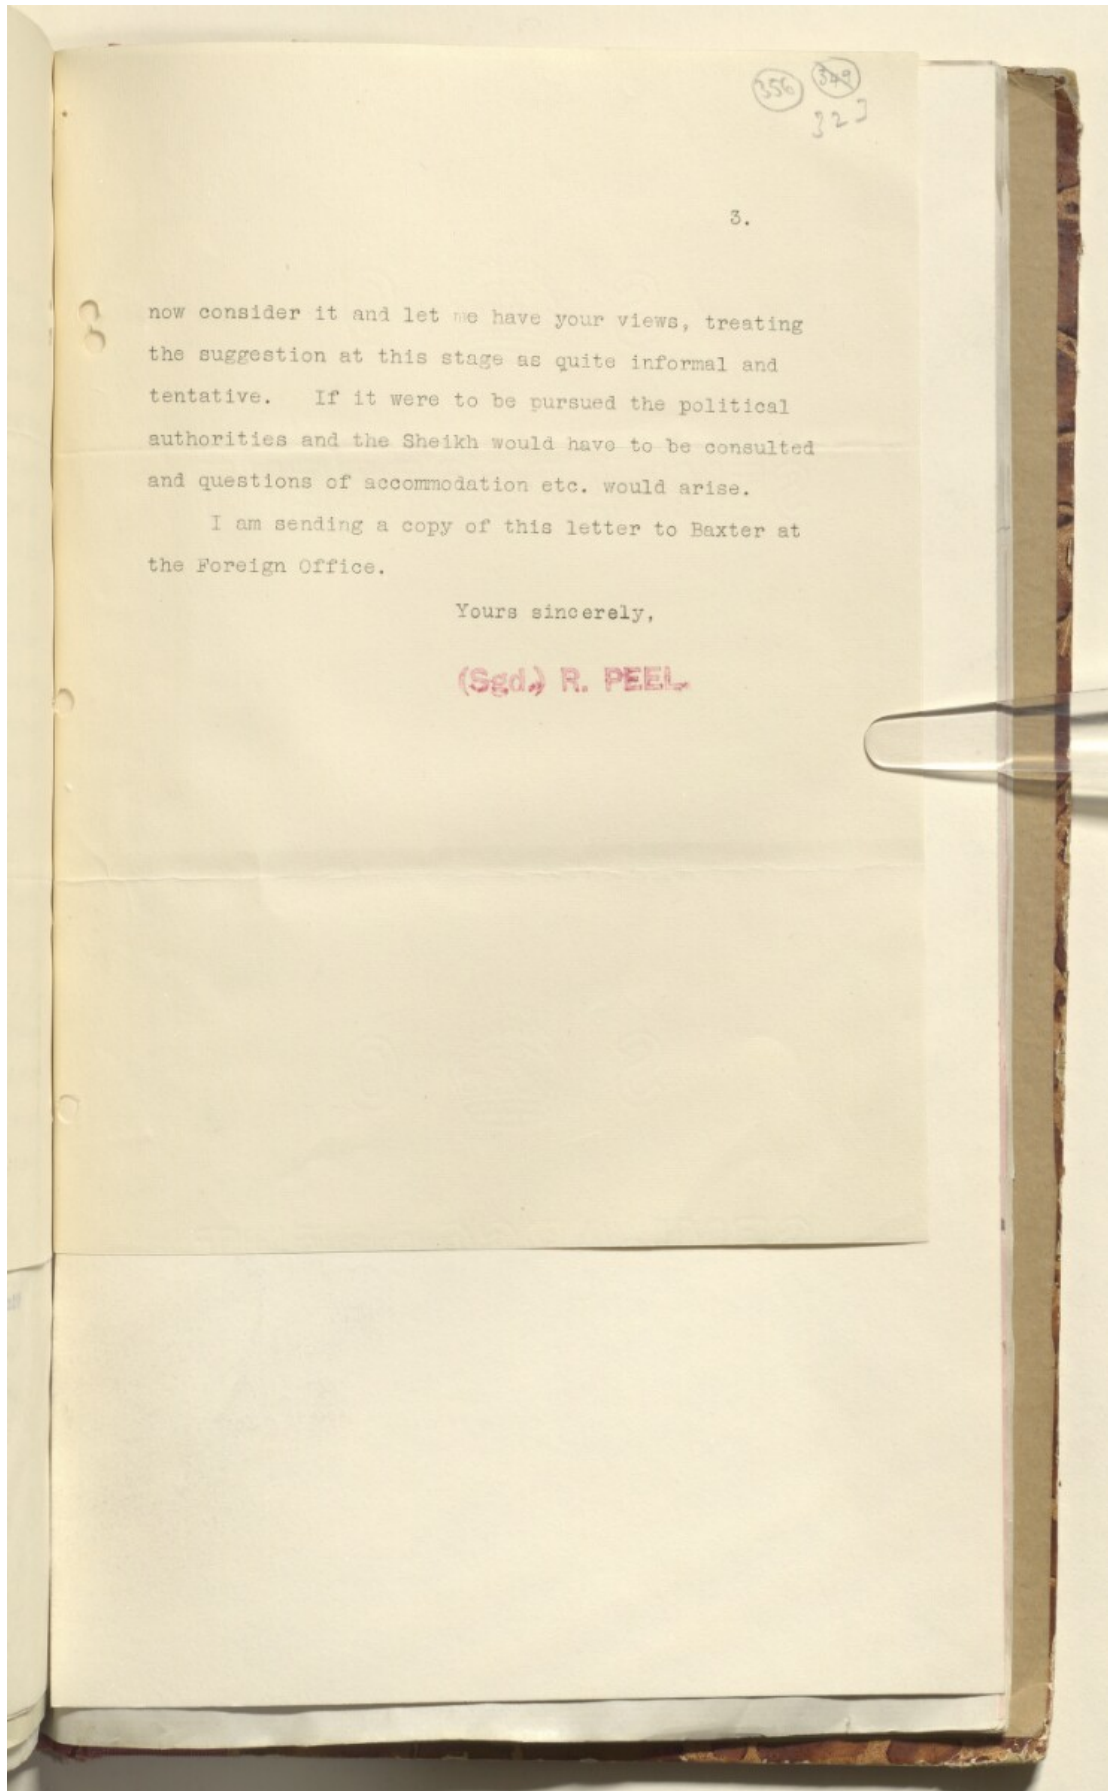 356 349
323
3.
now consider it and let me have your views, treating
the suggestion at this stage as quite informal and
tentative. If it were to be pursued the political
authorities and the Sheikh would have to be consulted
and questions of accommodation etc. would arise.
I am sending a copy of this letter to Baxter at
the Foreign Office.
Yours sincerely,
(Sgd.) R. PEEL.